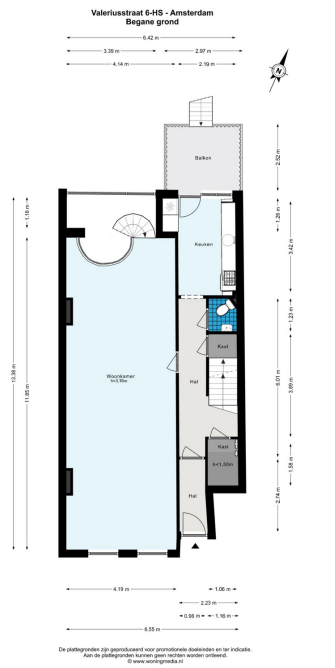 Valeriusstraat 6-HS - Amsterdam
Begane grond
6.42 m
3.39 m
2.97 m
4.14 m
2.19 m
N
Balkon
2.52 m
1.16 m
1.26 m
Keuken
3.42 m
1.23 m
Kast
Woonkamer
h=3,16m
Hal
6.01 m
3.89 m
13.38 m
11.85 m
Kast
h=1,50m
1.58 m
Hal
2.74 m
4.19 m
1.06 m
2.23 m
0.96 m
1.16 m
6.55 m
De plattegronden zijn geproduceerd voor promotionele doeleinden en ter indicatie.
Aan de plattegronden kunnen geen rechten worden ontleend.
© www.woningmedia.nl